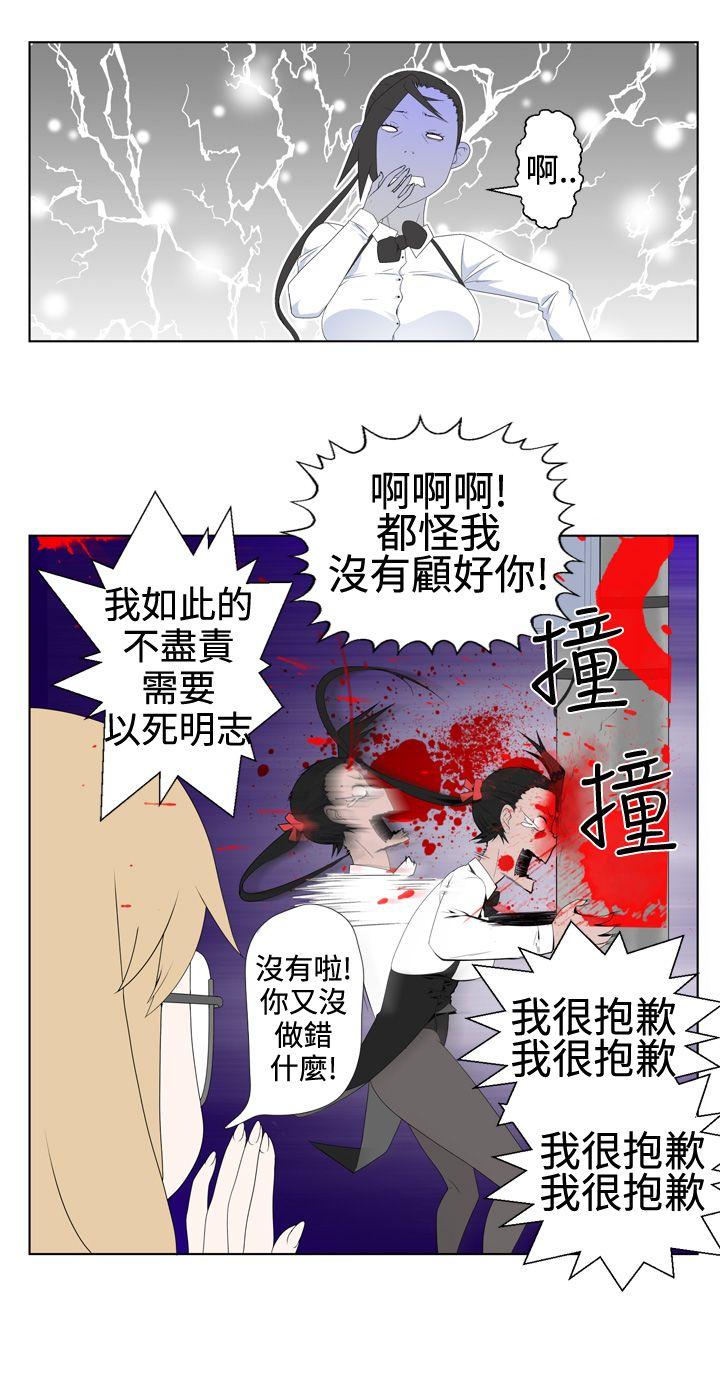 啊..
啊啊啊!
都怪我
沒有顧好你!
我如此的
不盡責
需要
以死明志
撞
撞
沒有啦!
你又沒
做錯
什麼!
我很抱歉
我很抱歉
我很抱歉
我很抱歉